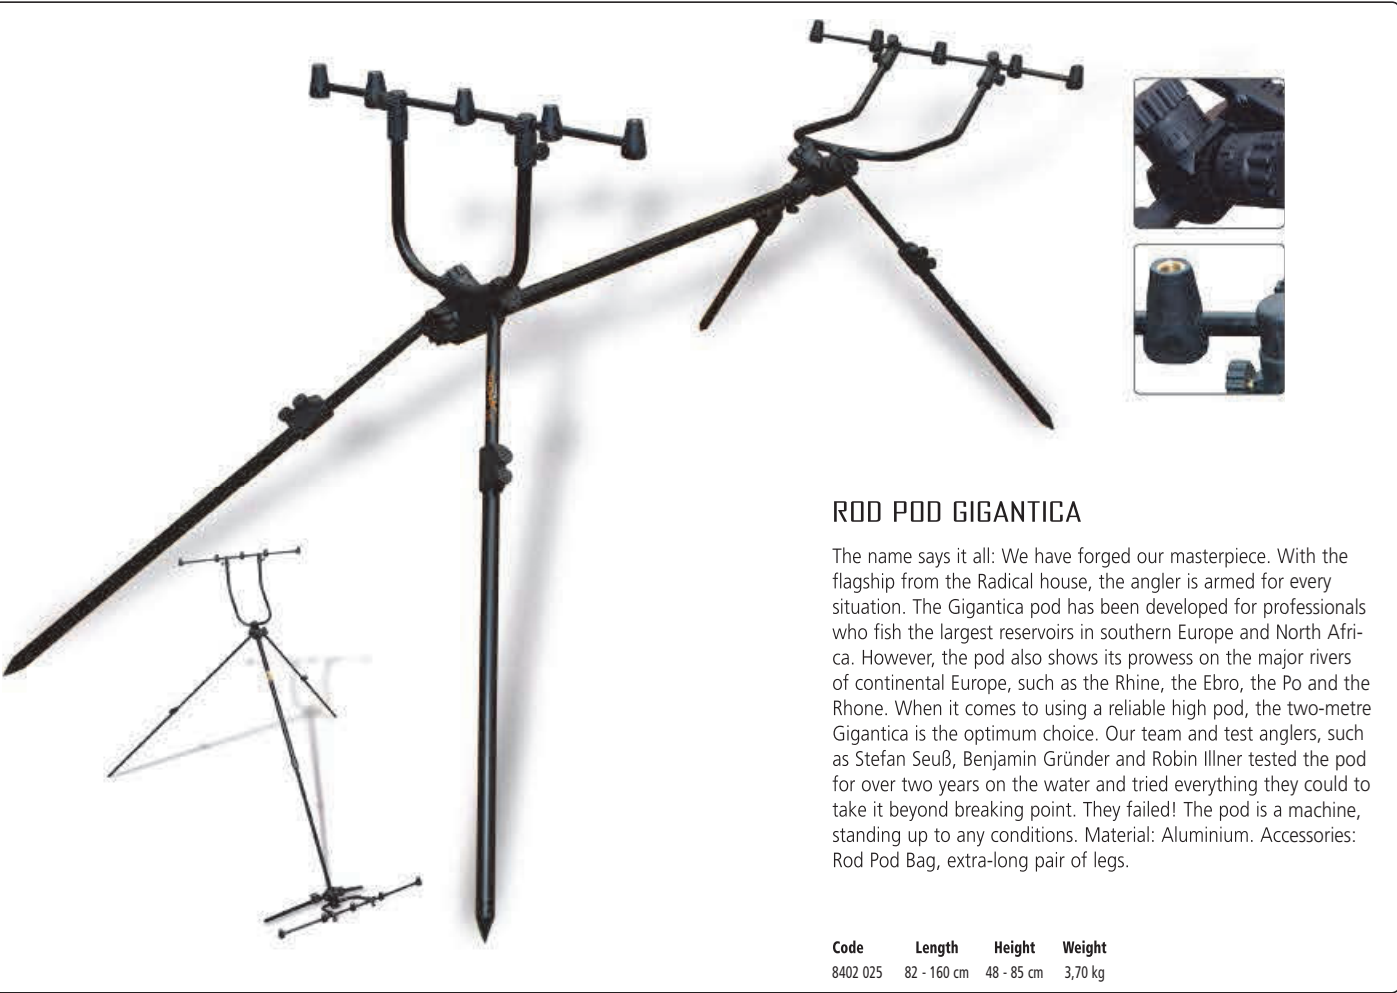 ROD POD GIGANTICA
The name says it all: We have forged our masterpiece. With the
flagship from the Radical house, the angler is armed for every
situation. The Gigantica pod has been developed for professionals
who fish the largest reservoirs in southern Europe and North Afri-
ca. However, the pod also shows its prowess on the major rivers
of continental Europe, such as the Rhine, the Ebro, the Po and the
Rhone. When it comes to using a reliable high pod, the two-metre
Gigantica is the optimum choice. Our team and test anglers, such
as Stefan Seuß, Benjamin Gründer and Robin Illner tested the pod
for over two years on the water and tried everything they could to
take it beyond breaking point. They failed! The pod is a machine,
standing up to any conditions. Material: Aluminium. Accessories:
Rod Pod Bag, extra-long pair of legs.
Code Length Height Weight
8402 025 82 - 160 cm 48 - 85 cm 3,70 kg